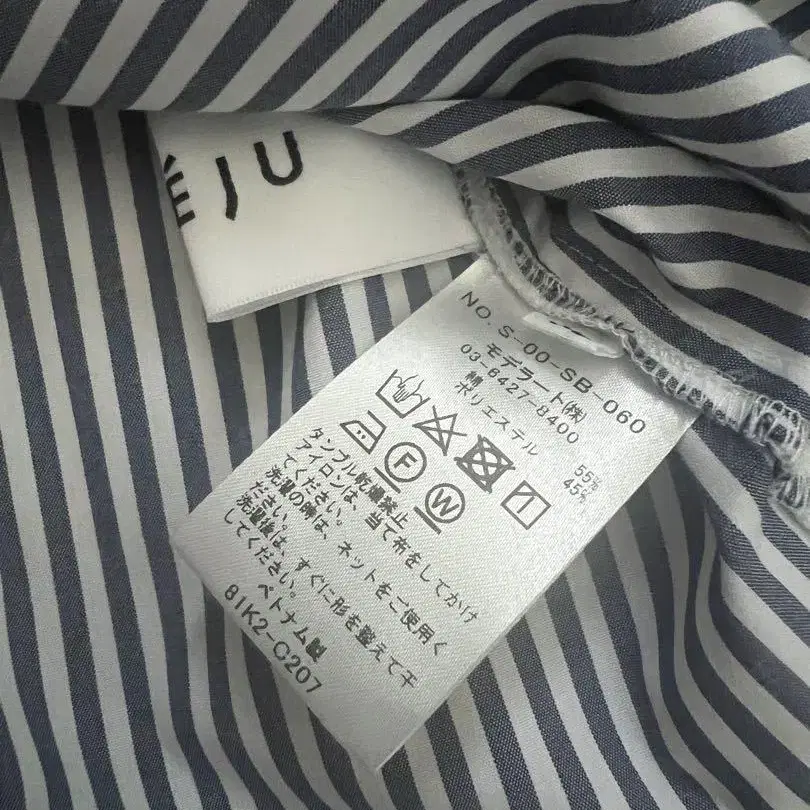 EJU
NO. S-00-SB-060
モデラート(株)
03-6427-8400
綿 55%
ポリエステル 45%
F W
タンブル乾燥禁止
アイロンは、当て布をしてかけ
てください。
洗濯の時は、ネットをご使用く
ださい。
洗濯後は、すぐに形を整えて干
してください。
ベトナム製
81K2-C207